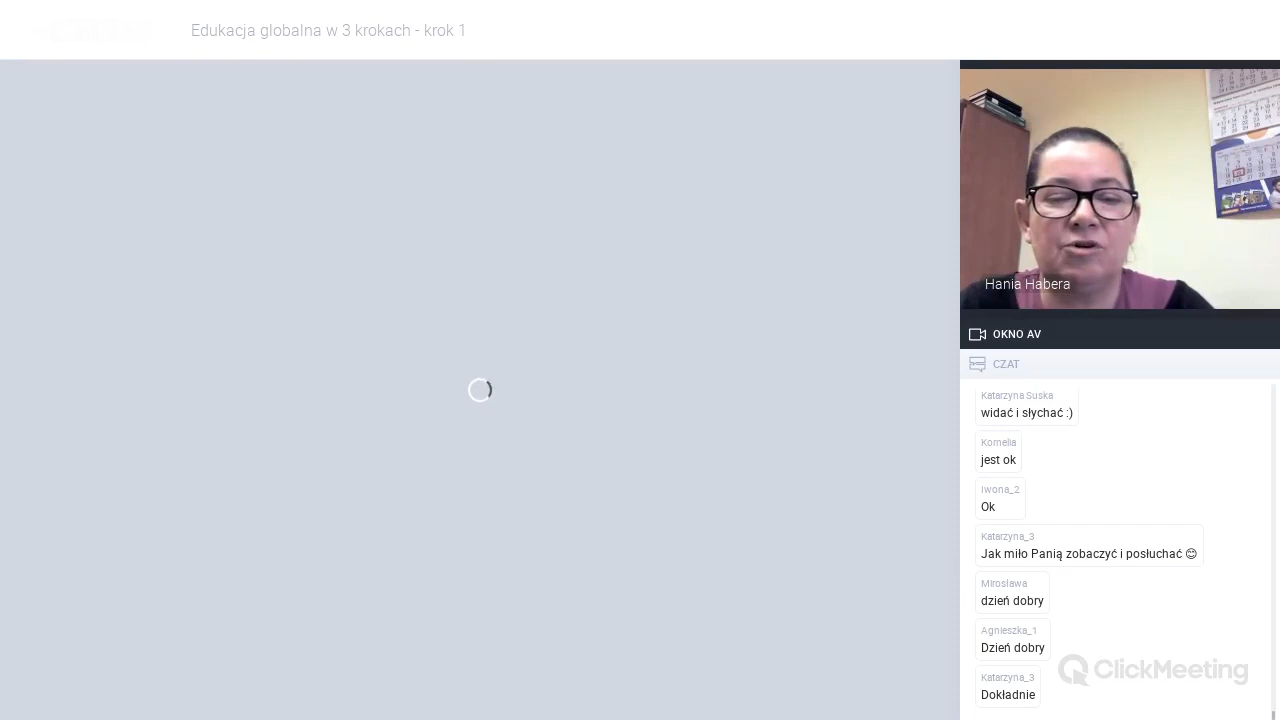 Edukacja globalna w 3 krokach - krok 1
Hania Habera
OKNO AV
CZAT
Katarzyna Suska
widać i słychać :)
Kornelia
jest ok
Iwona_2
Ok
Katarzyna_3
Jak miło Panią zobaczyć i posłuchać 😊
Mirosława
dzień dobry
Agnieszka_1
Dzień dobry
Katarzyna_3
Dokładnie
ClickMeeting